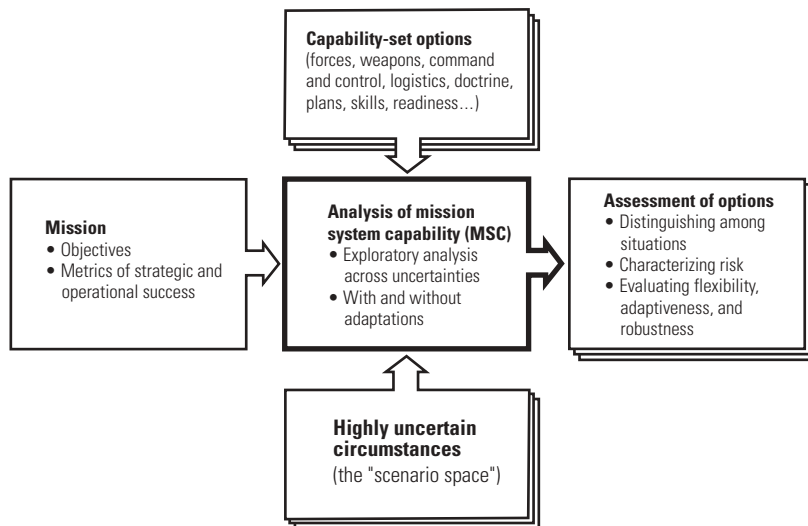 Capability-set options
(forces, weapons, command
and control, logistics, doctrine,
plans, skills, readiness…)
Mission
• Objectives
• Metrics of strategic and
operational success
Analysis of mission
system capability (MSC)
• Exploratory analysis
across uncertainties
• With and without
adaptations
Assessment of options
• Distinguishing among
situations
• Characterizing risk
• Evaluating flexibility,
adaptiveness, and
robustness
Highly uncertain
circumstances
(the "scenario space")